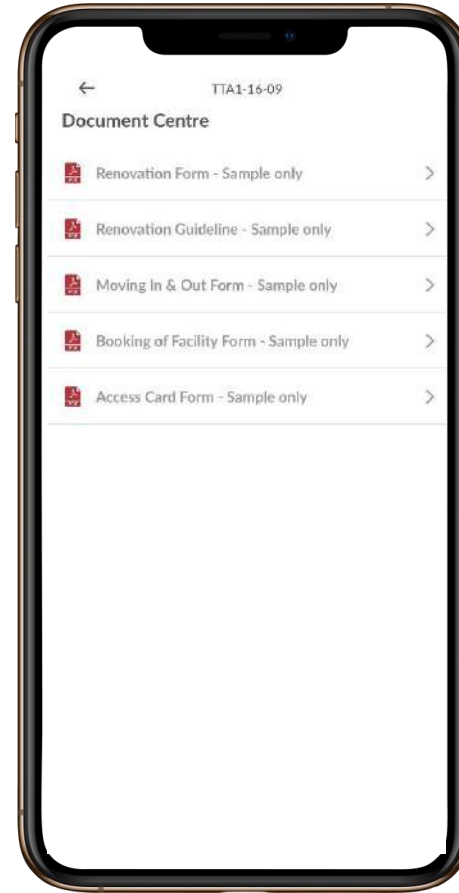 TTA1-16-09
Document Centre
Renovation Form - Sample only
Renovation Guideline - Sample only
Moving In & Out Form - Sample only
Booking of Facility Form - Sample only
Access Card Form - Sample only